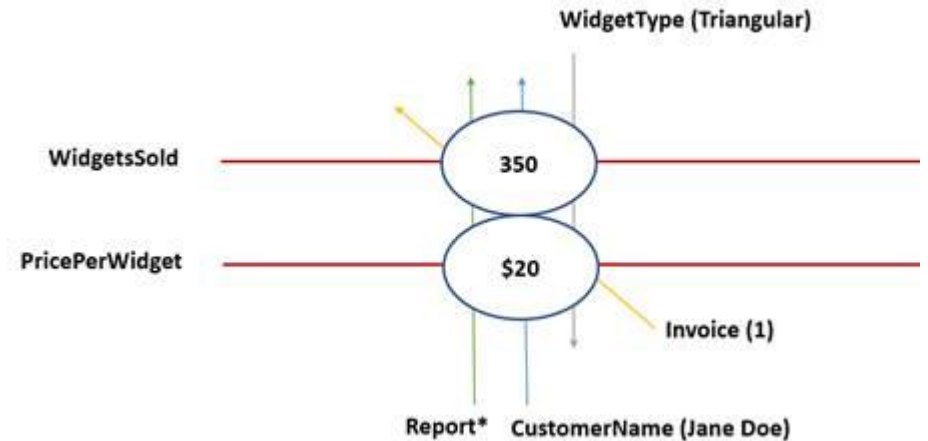 WidgetType (Triangular)
WidgetsSold
350
PricePerWidget
$20
Invoice (1)
Report*
CustomerName (Jane Doe)